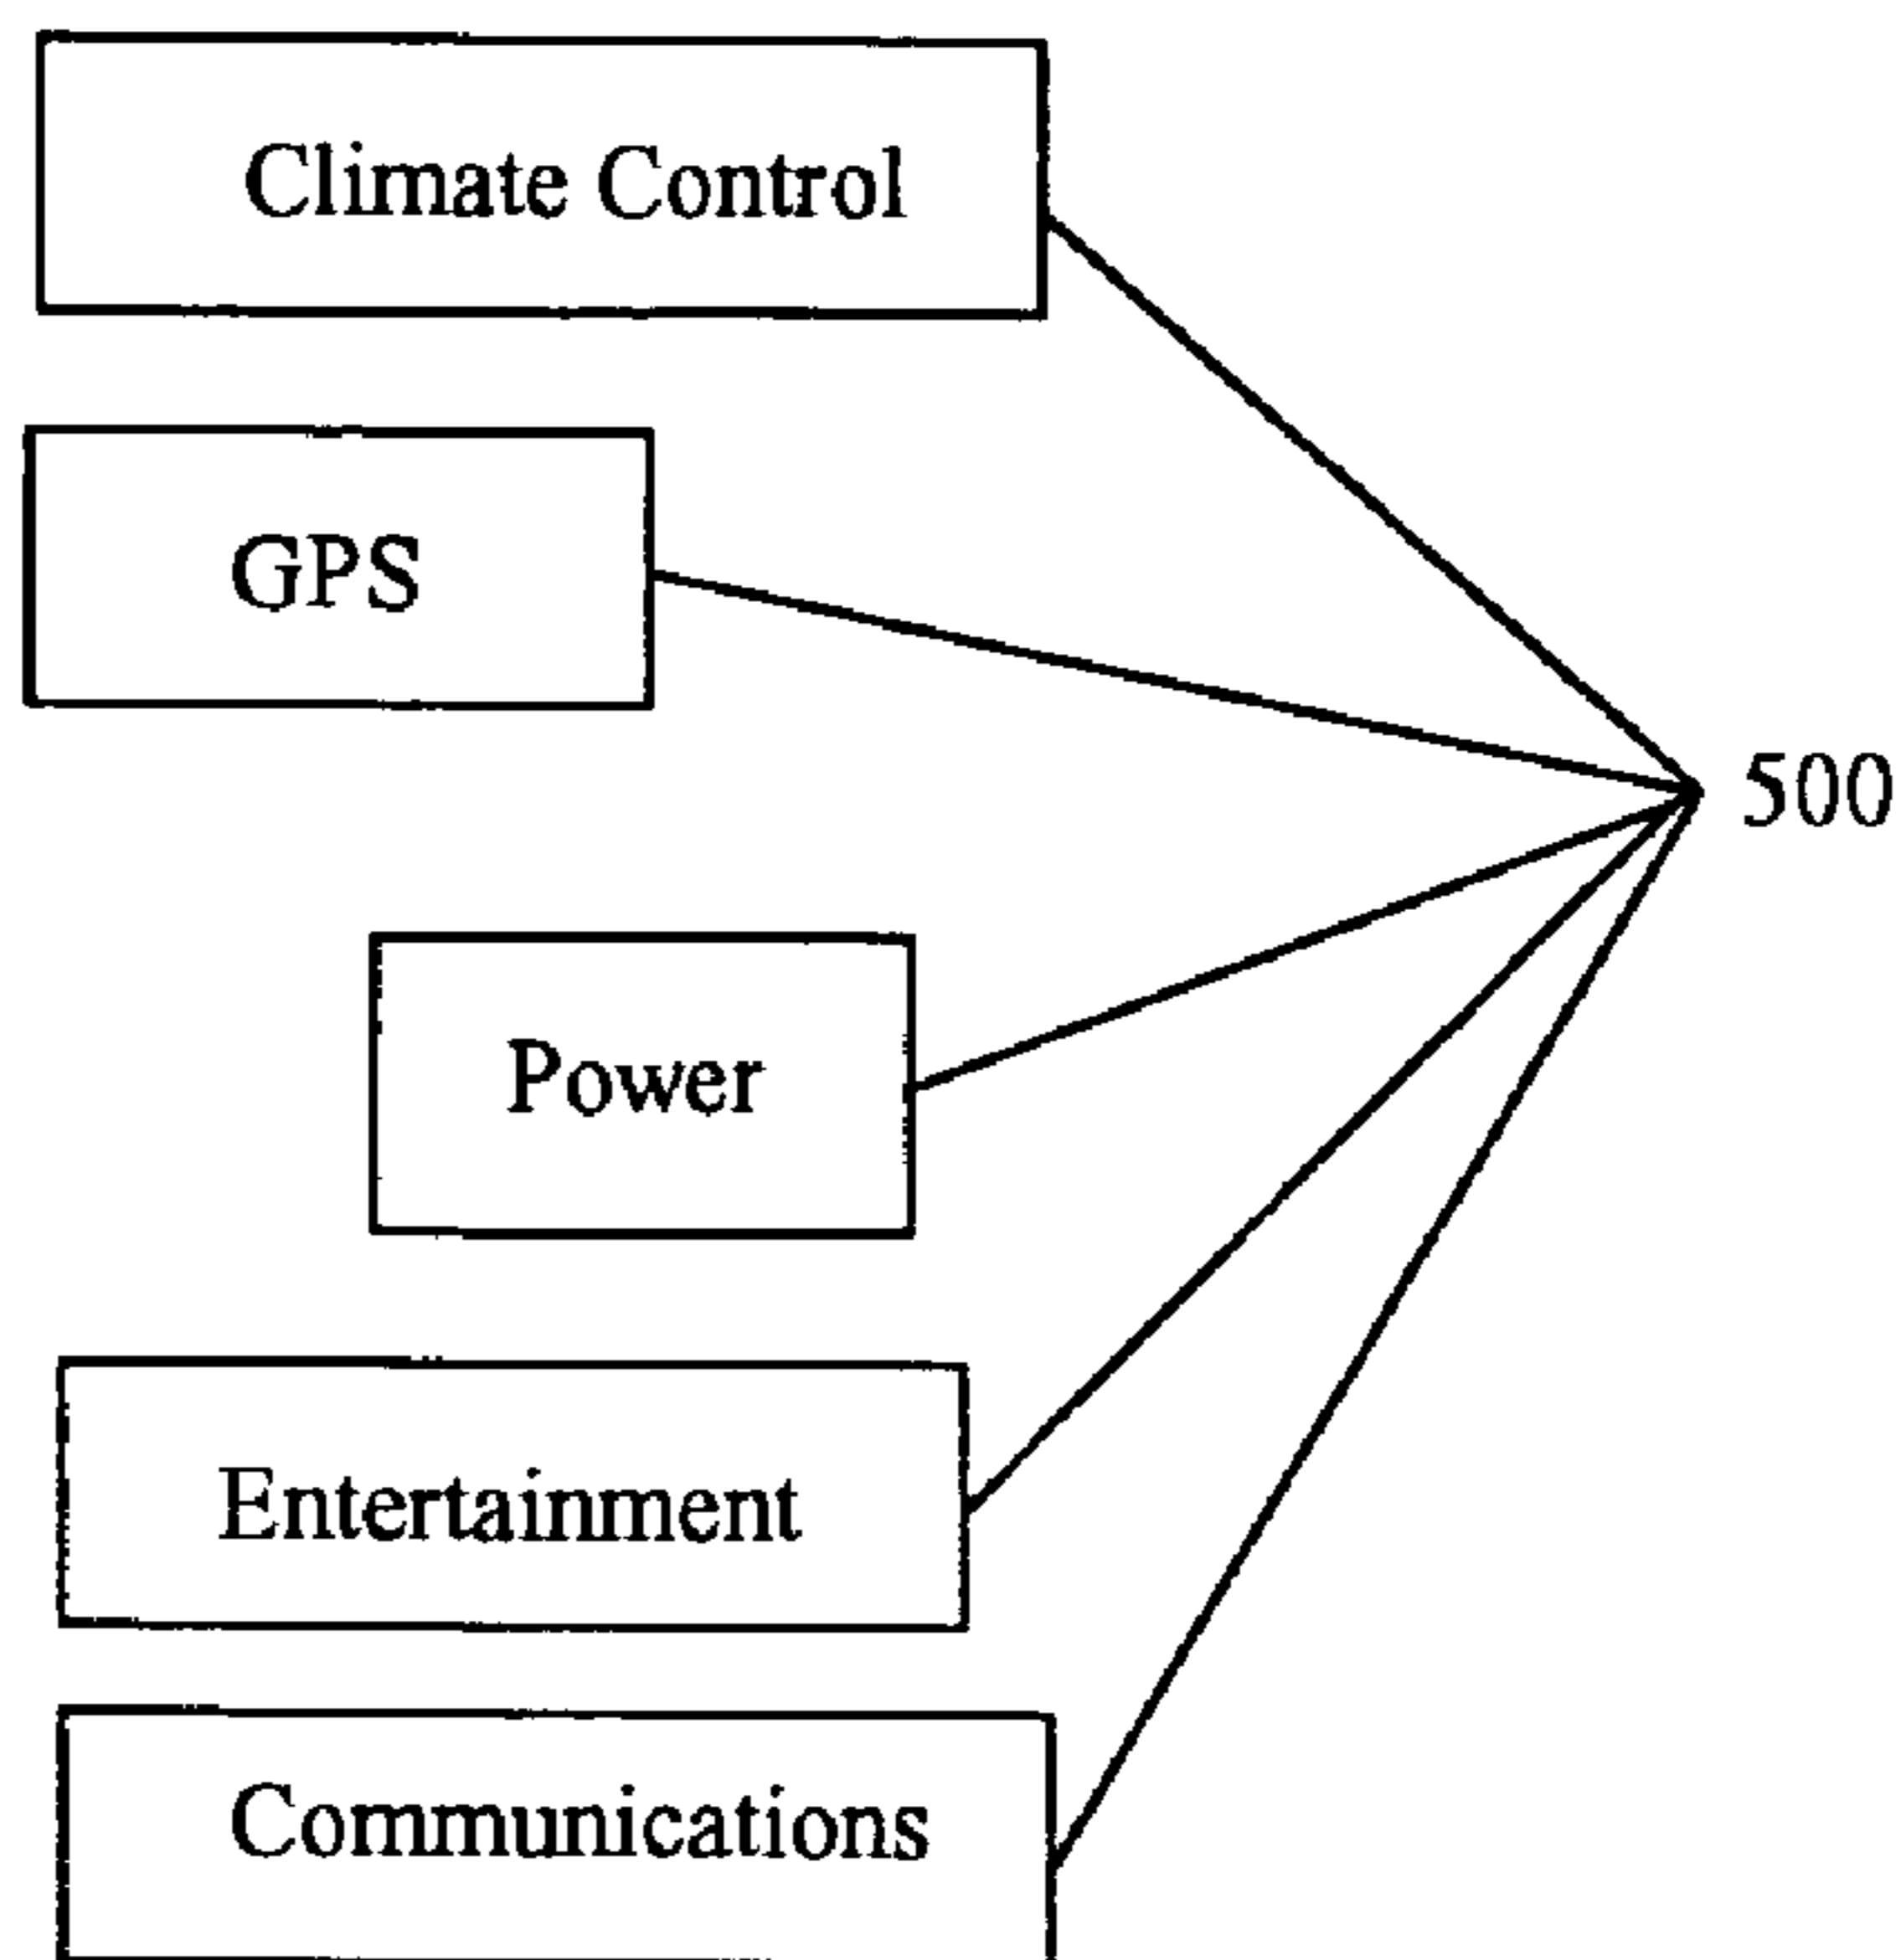 Climate Control
GPS
500
Power
Entertainment
Communications